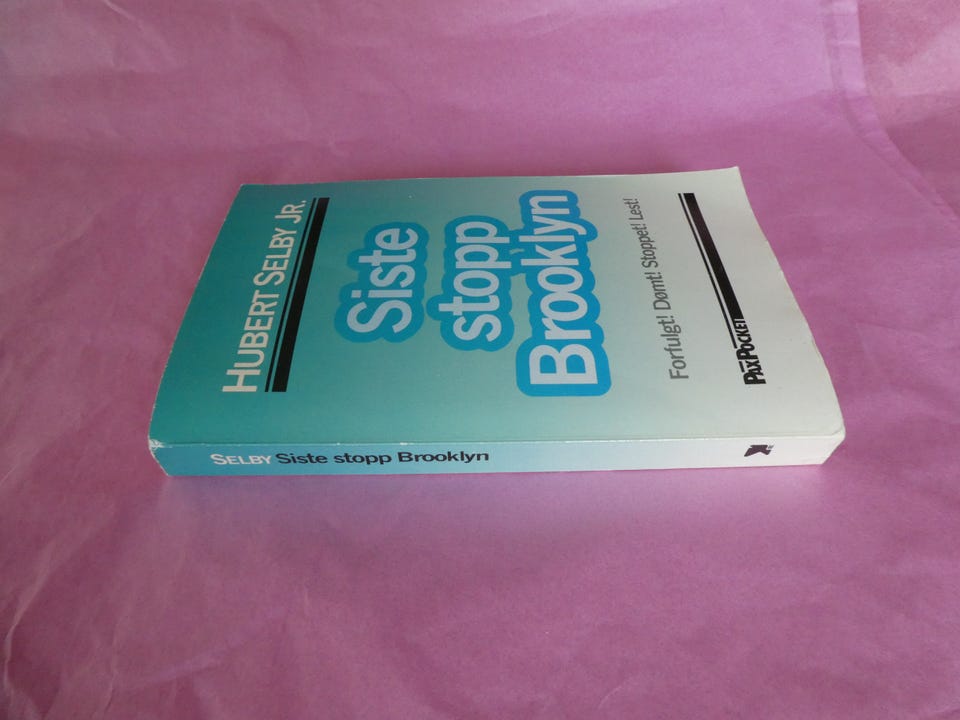 HUBERT SELBY JR.
Siste
stopp
Brooklyn
Forfulgt! Dømt! Stoppet! Lest!
PAXPOCKET
SELBY Siste stopp Brooklyn